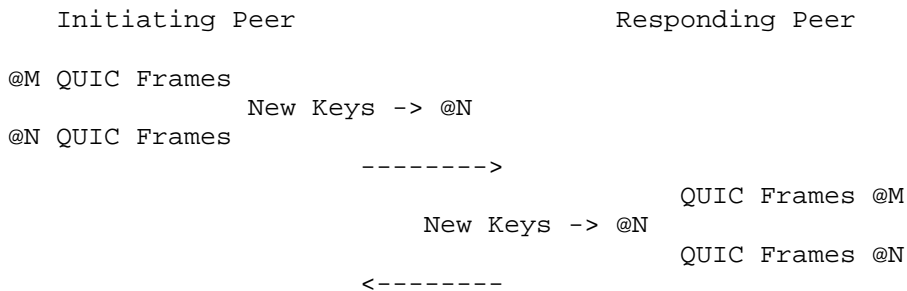 Initiating Peer                    Responding Peer
@M QUIC Frames
New Keys -> @N
@N QUIC Frames
-------->
QUIC Frames @M
New Keys -> @N
QUIC Frames @N
<--------